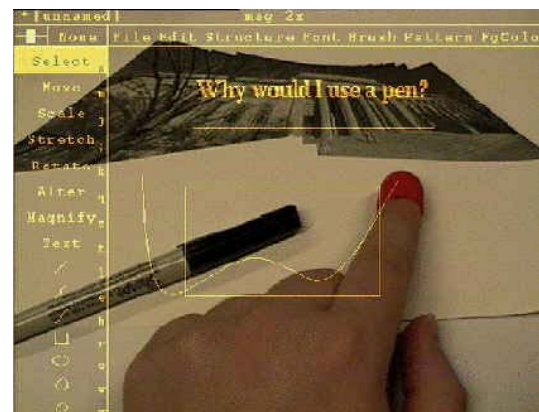 *[unnamed] mag 2x
None File Edit Structure Font Brush Pattern FgColo
Select
Move
Scale
Stretch
Rotate
Alter
Magnify
Text
Why would I use a pen?